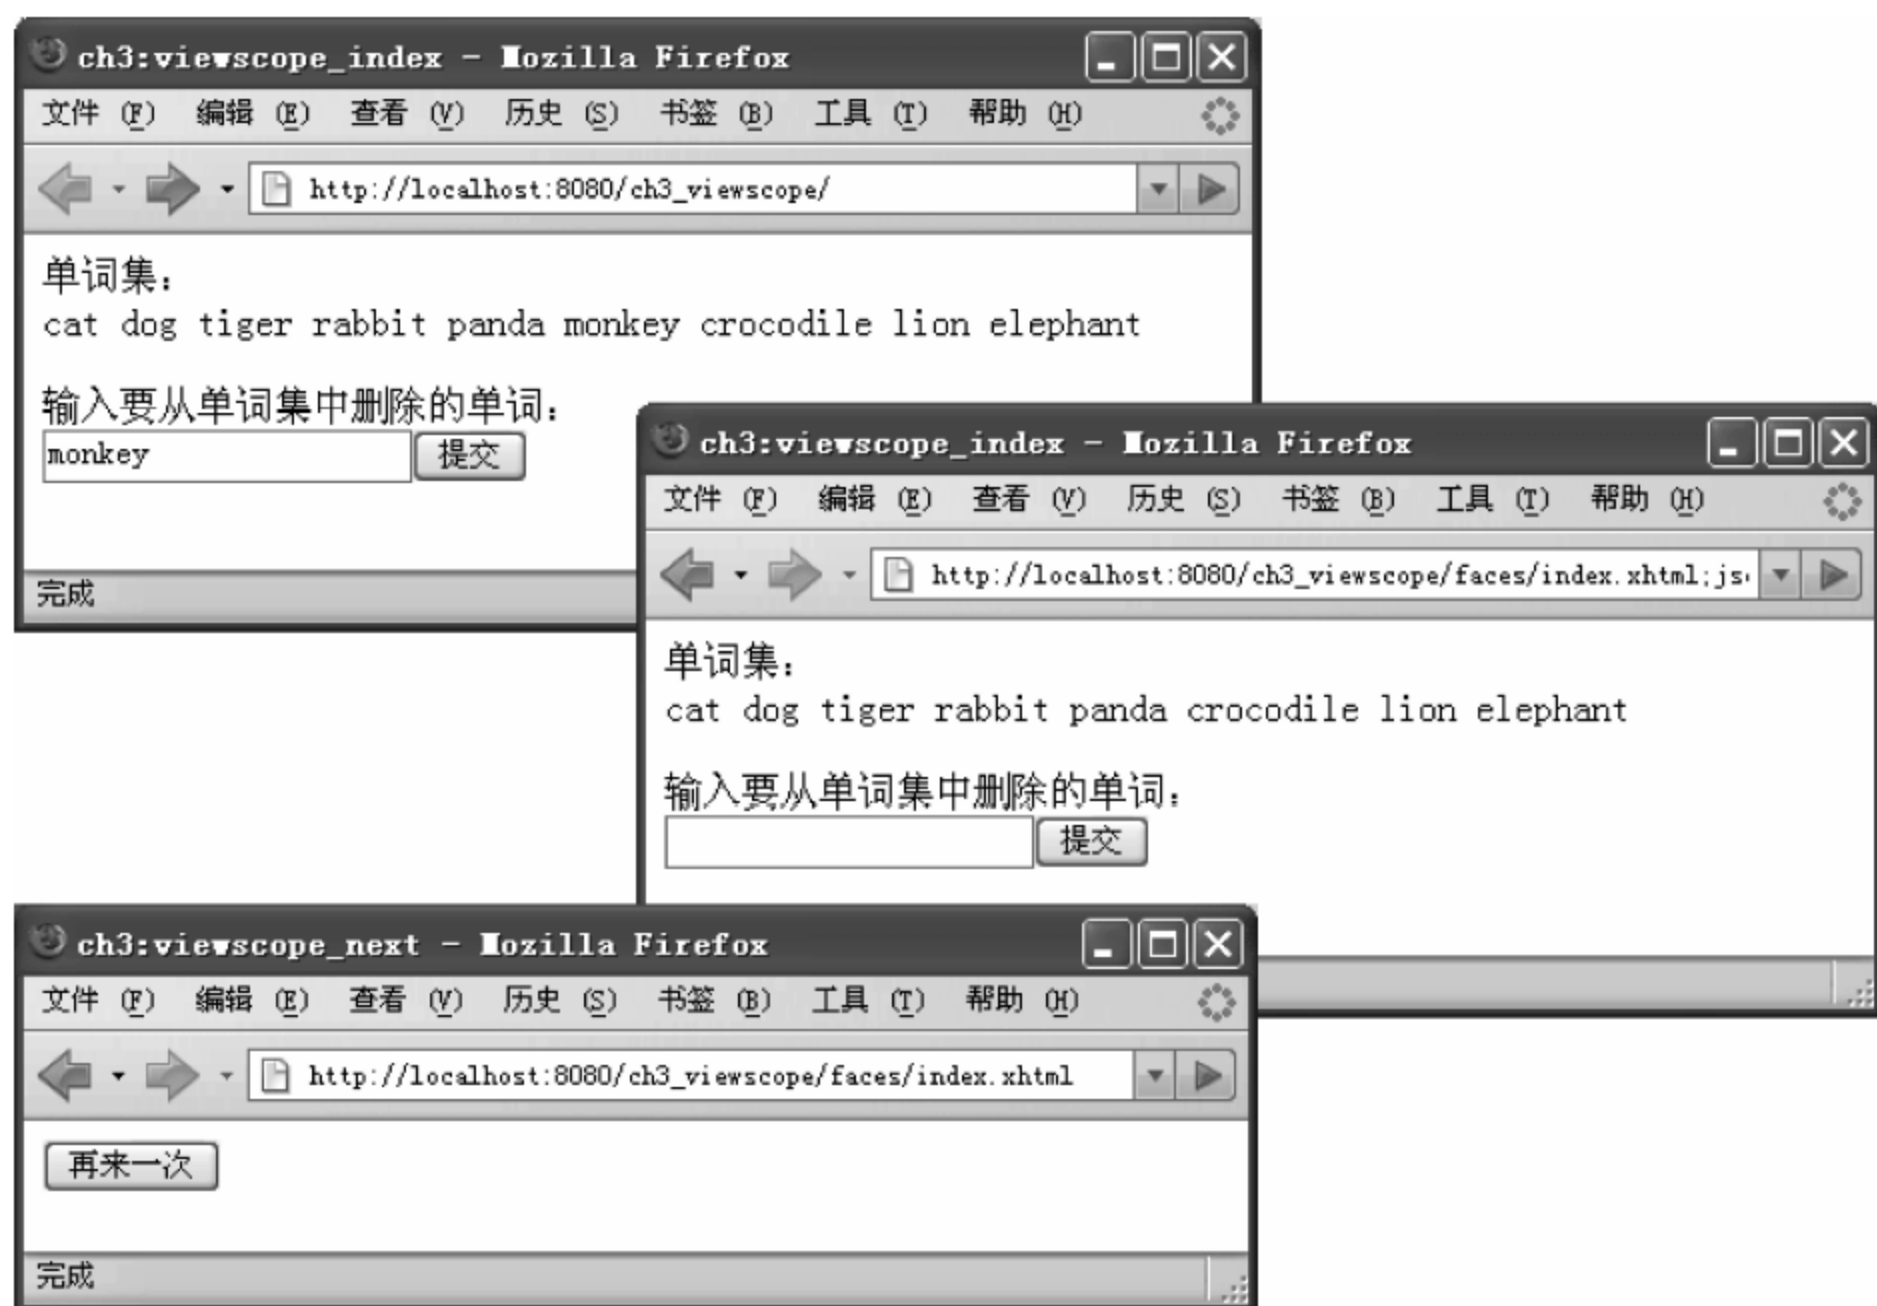 ch3:viewscope_index - Mozilla Firefox
文件 (F) 编辑 (E) 查看 (V) 历史 (S) 书签 (B) 工具 (T) 帮助 (H)
http://localhost:8080/ch3_viewscope/
单词集：
cat dog tiger rabbit panda monkey crocodile lion elephant
输入要从单词集中删除的单词：
monkey 提交
完成
ch3:viewscope_index - Mozilla Firefox
文件 (F) 编辑 (E) 查看 (V) 历史 (S) 书签 (B) 工具 (T) 帮助 (H)
http://localhost:8080/ch3_viewscope/faces/index.xhtml;js
单词集：
cat dog tiger rabbit panda crocodile lion elephant
输入要从单词集中删除的单词：
提交
ch3:viewscope_next - Mozilla Firefox
文件 (F) 编辑 (E) 查看 (V) 历史 (S) 书签 (B) 工具 (T) 帮助 (H)
http://localhost:8080/ch3_viewscope/faces/index.xhtml
再来一次
完成